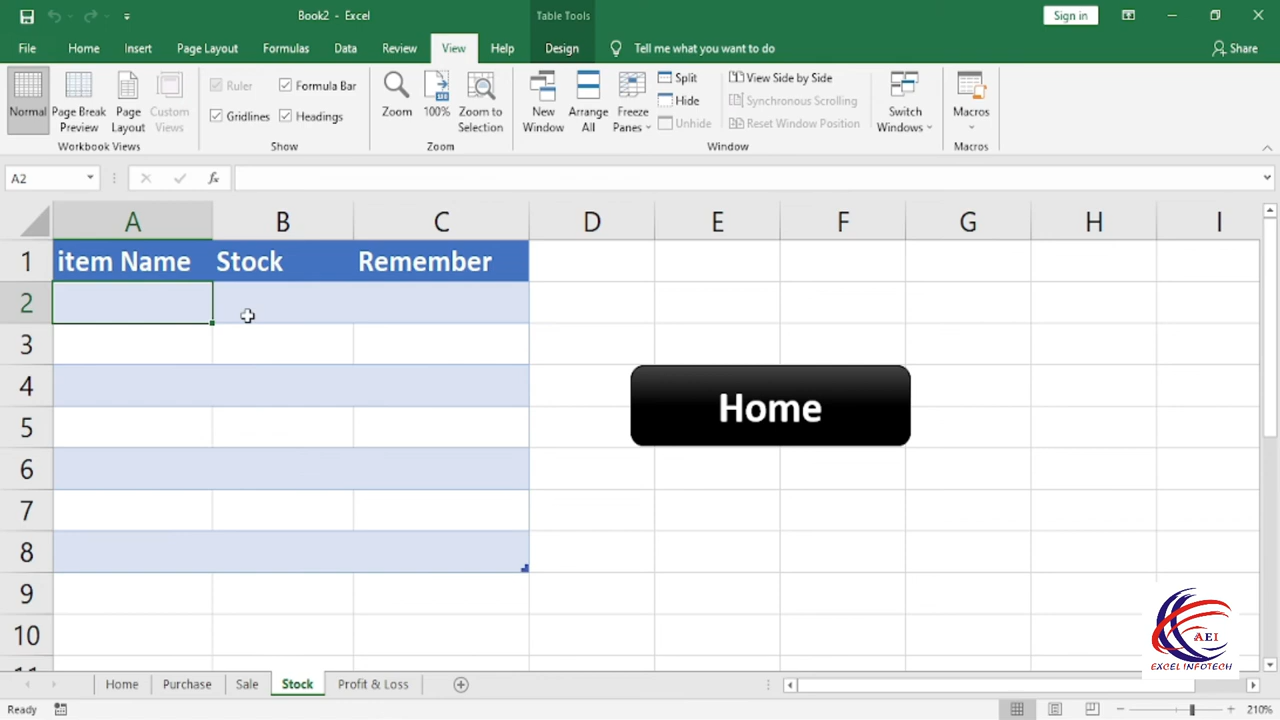 Book2 - Excel
Table Tools
Sign in
File Home Insert Page Layout Formulas Data Review View Help Design Tell me what you want to do Share
Normal
Page Break Preview
Page Layout
Custom Views
Workbook Views
Ruler
Formula Bar
Gridlines
Headings
Show
Zoom
100%
Zoom to Selection
Zoom
New Window
Arrange All
Freeze Panes
Split
Hide
Unhide
View Side by Side
Synchronous Scrolling
Reset Window Position
Window
Switch Windows
Macros
Macros
A2
fx
A B C D E F G H I
1 item Name Stock Remember
2
3
4
5
6
7
8
9
10
11
Home
AEI
EXCEL INFOTECH
Home Purchase Sale Stock Profit & Loss
Ready
210%